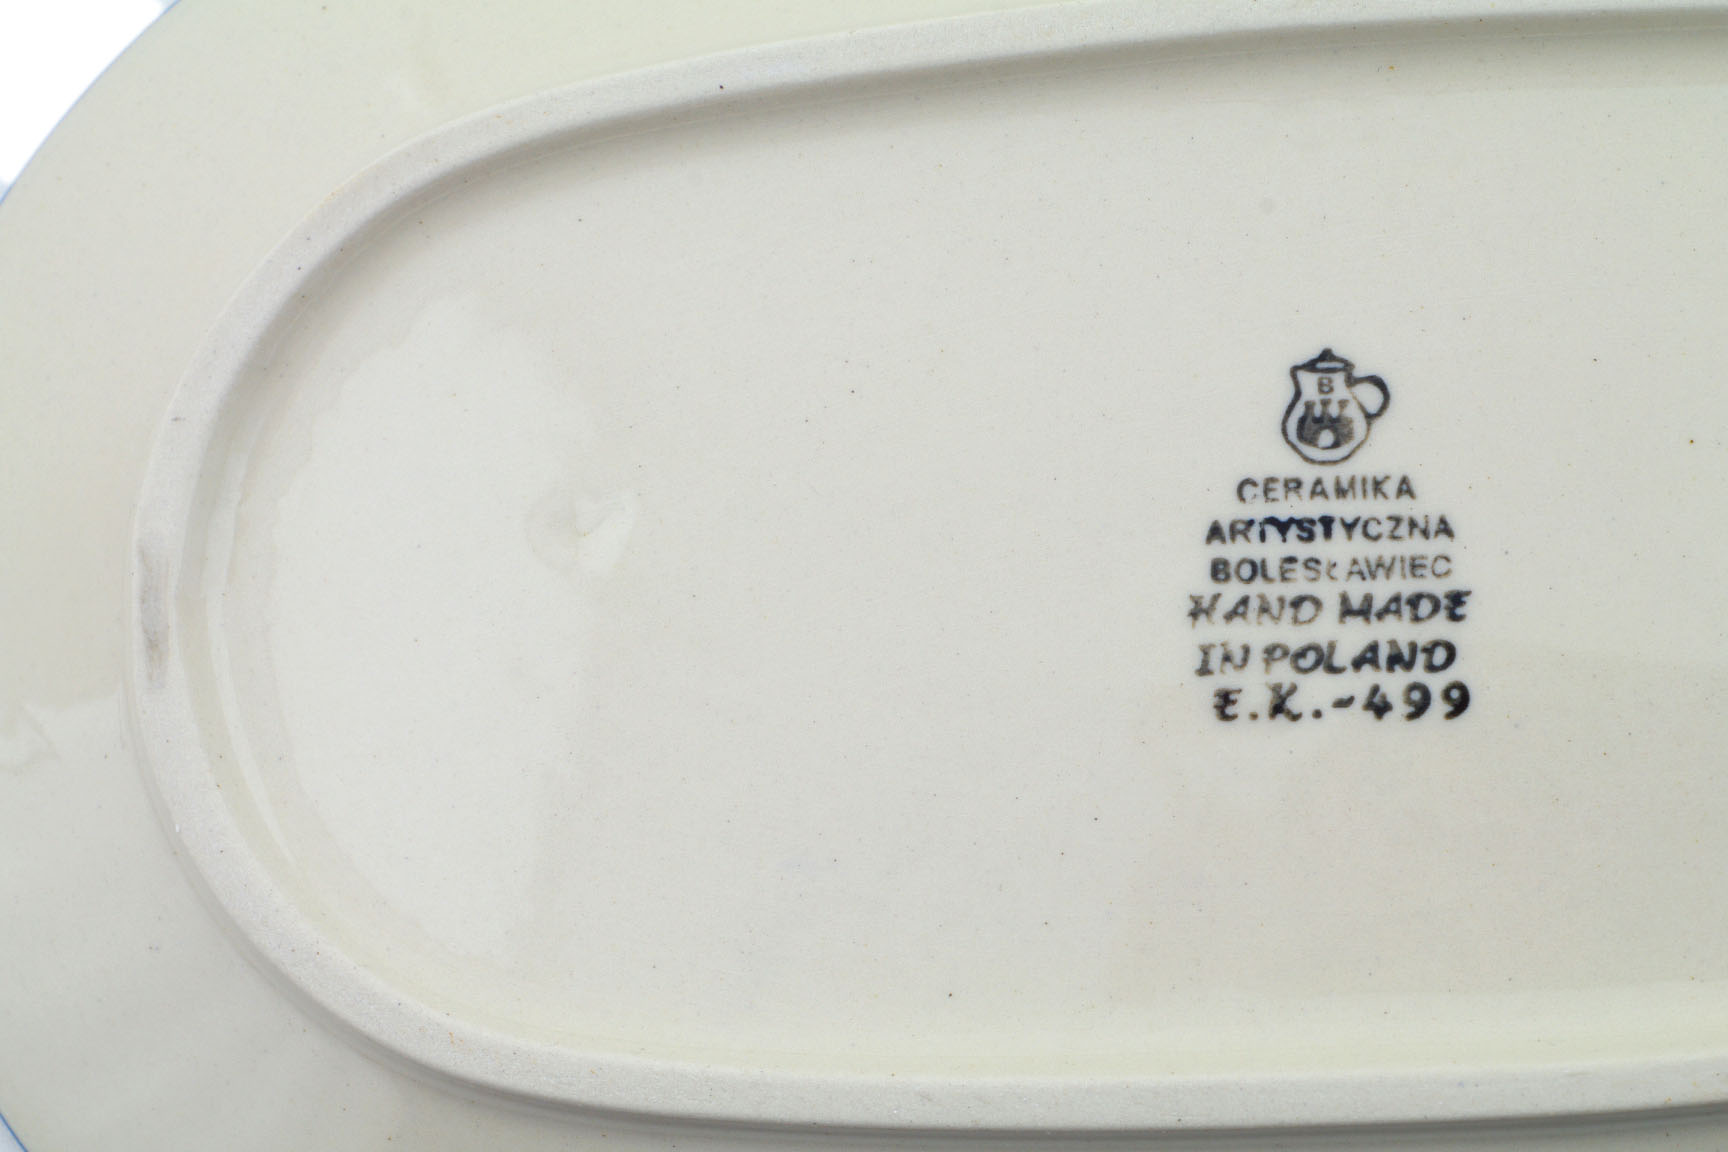 B
CERAMIKA
ARTYSTYCZNA
BOLESŁAWIEC
HAND MADE
IN POLAND
E.K.-499